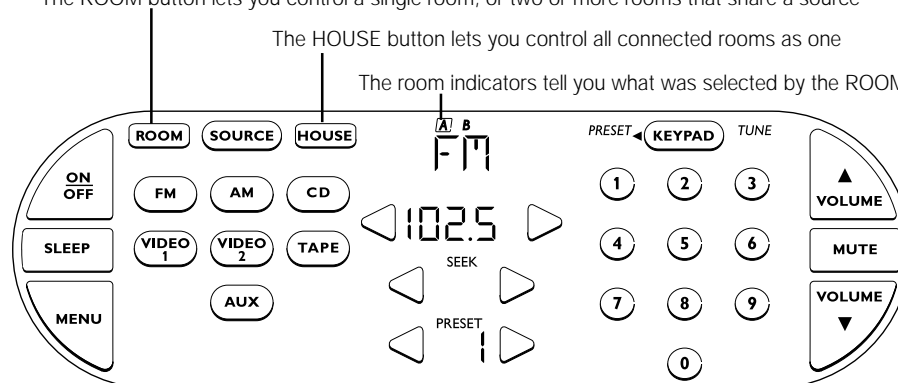 The ROOM button lets you control a single room, or two or more rooms that share a source
The HOUSE button lets you control all connected rooms as one
The room indicators tell you what was selected by the ROOM
ROOM SOURCE HOUSE A B PRESET KEYPAD TUNE
FM
ON
OFF
FM AM CD 1 2 3 VOLUME
102.5
SLEEP VIDEO 1 VIDEO 2 TAPE 4 5 6 MUTE
SEEK
MENU AUX 7 8 9 VOLUME
PRESET
1
0